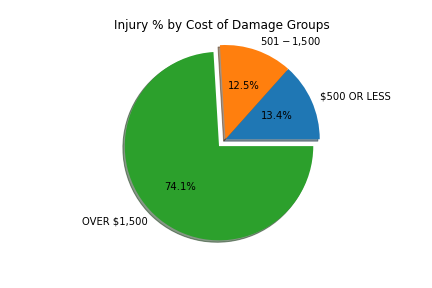 Injury % by Cost of Damage Groups
501 − 1,500
12.5%
$500 OR LESS
13.4%
74.1%
OVER $1,500